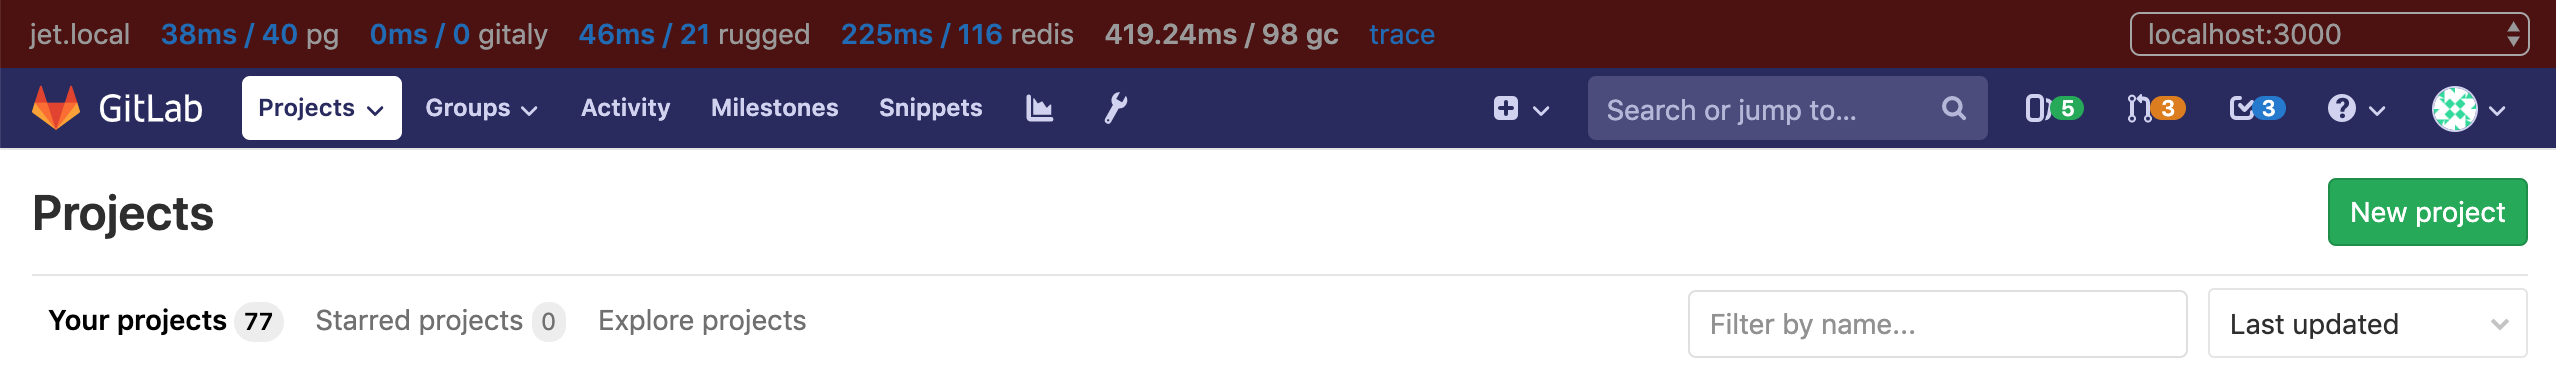 jet.local 38ms / 40 pg 0ms / 0 gitaly 46ms / 21 rugged 225ms / 116 redis 419.24ms / 98 gc trace localhost:3000
GitLab Projects Groups Activity Milestones Snippets Search or jump to... 5 3 3
Projects New project
Your projects 77 Starred projects 0 Explore projects Filter by name... Last updated